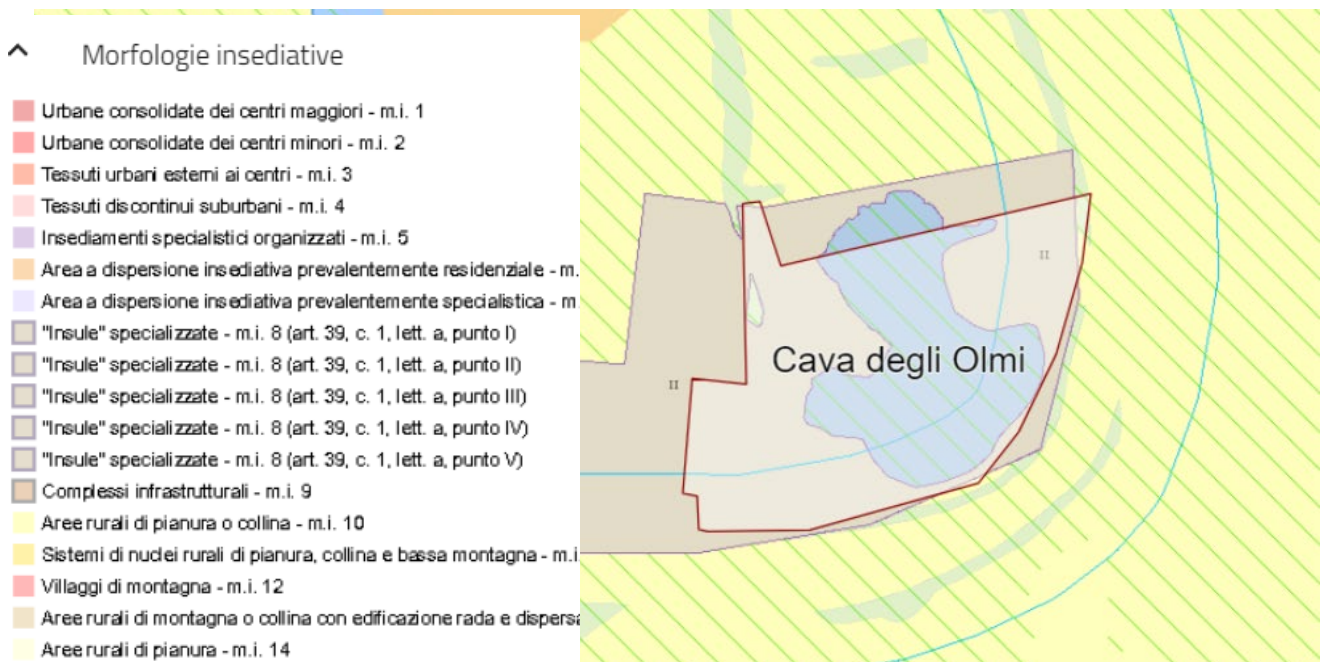 Morfologie insediative
Urbane consolidate dei centri maggiori - m.i. 1
Urbane consolidate dei centri minori - m.i. 2
Tessuti urbani esterni ai centri - m.i. 3
Tessuti discontinui suburbani - m.i. 4
Insediamenti specialistici organizzati - m.i. 5
Area a dispersione insediativa prevalentemente residenziale - m.
Area a dispersione insediativa prevalentemente specialistica - m
"Insule" specializzate - m.i. 8 (art. 39, c. 1, lett. a, punto I)
"Insule" specializzate - m.i. 8 (art. 39, c. 1, lett. a, punto II)
"Insule" specializzate - m.i. 8 (art. 39, c. 1, lett. a, punto III)
"Insule" specializzate - m.i. 8 (art. 39, c. 1, lett. a, punto IV)
"Insule" specializzate - m.i. 8 (art. 39, c. 1, lett. a, punto V)
Complessi infrastrutturali - m.i. 9
Aree rurali di pianura o collina - m.i. 10
Sistemi di nuclei rurali di pianura, collina e bassa montagna - m.i
Villaggi di montagna - m.i. 12
Aree rurali di montagna o collina con edificazione rada e dispersa
Aree rurali di pianura - m.i. 14
II
Cava degli Olmi
II